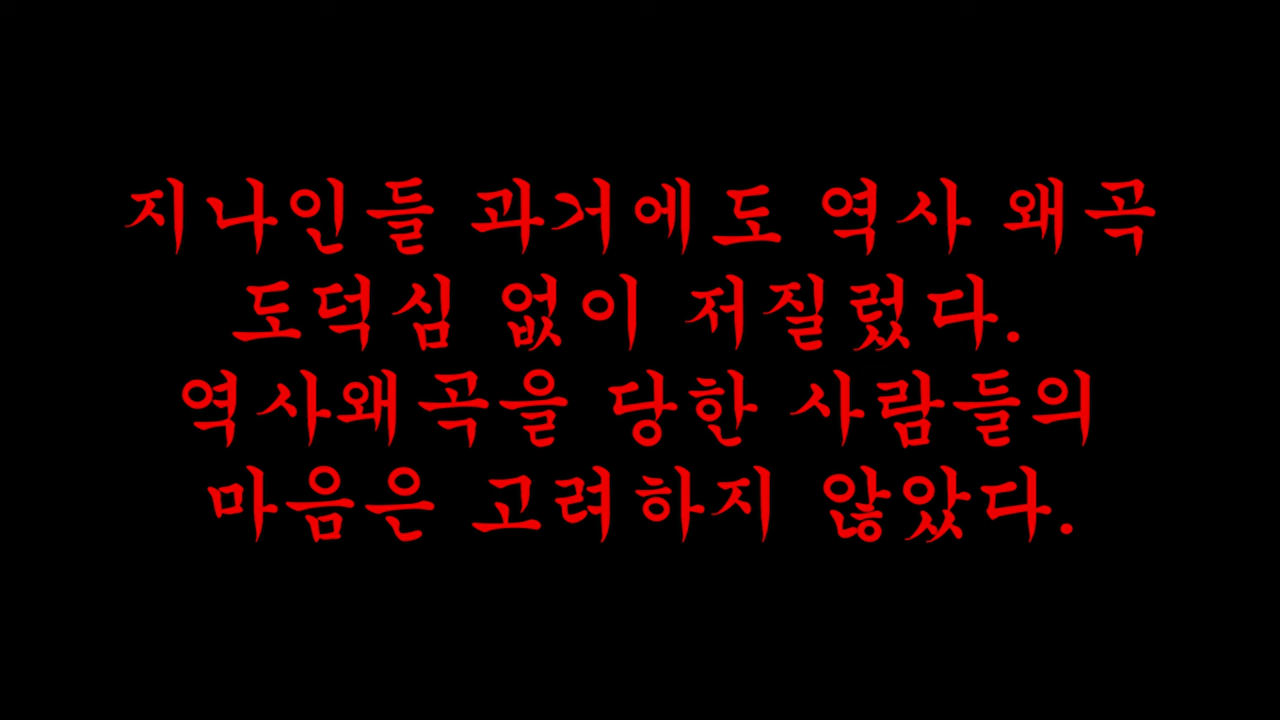 지나인들 과거에도 역사 왜곡
도덕심 없이 저질렀다.
역사왜곡을 당한 사람들의
마음은 고려하지 않았다.